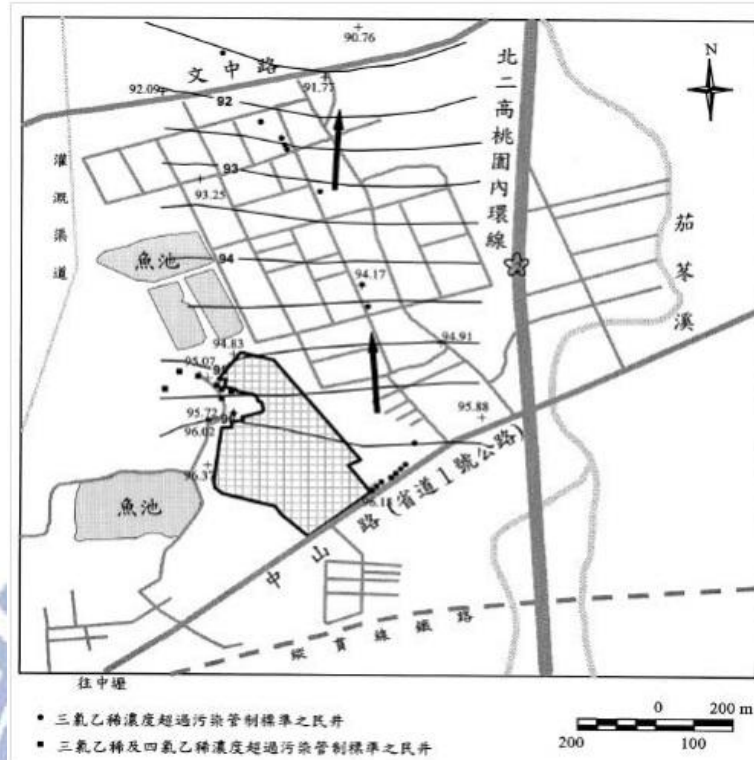 90.76
文中路
92.09
91.77
92
N
北二高桃園內環線
灌溉渠道
93
93.25
茄苳溪
魚池
94
94.17
94.83
94.91
95.07
95.72
95.88
96.02
96.37
魚池
中山路(省道1號公路)
縱貫線鐵路
往中壢
• 三氯乙稀濃度超過污染管制標準之民井
▪ 三氯乙稀及四氯乙稀濃度超過污染管制標準之民井
0 200 m
200 100